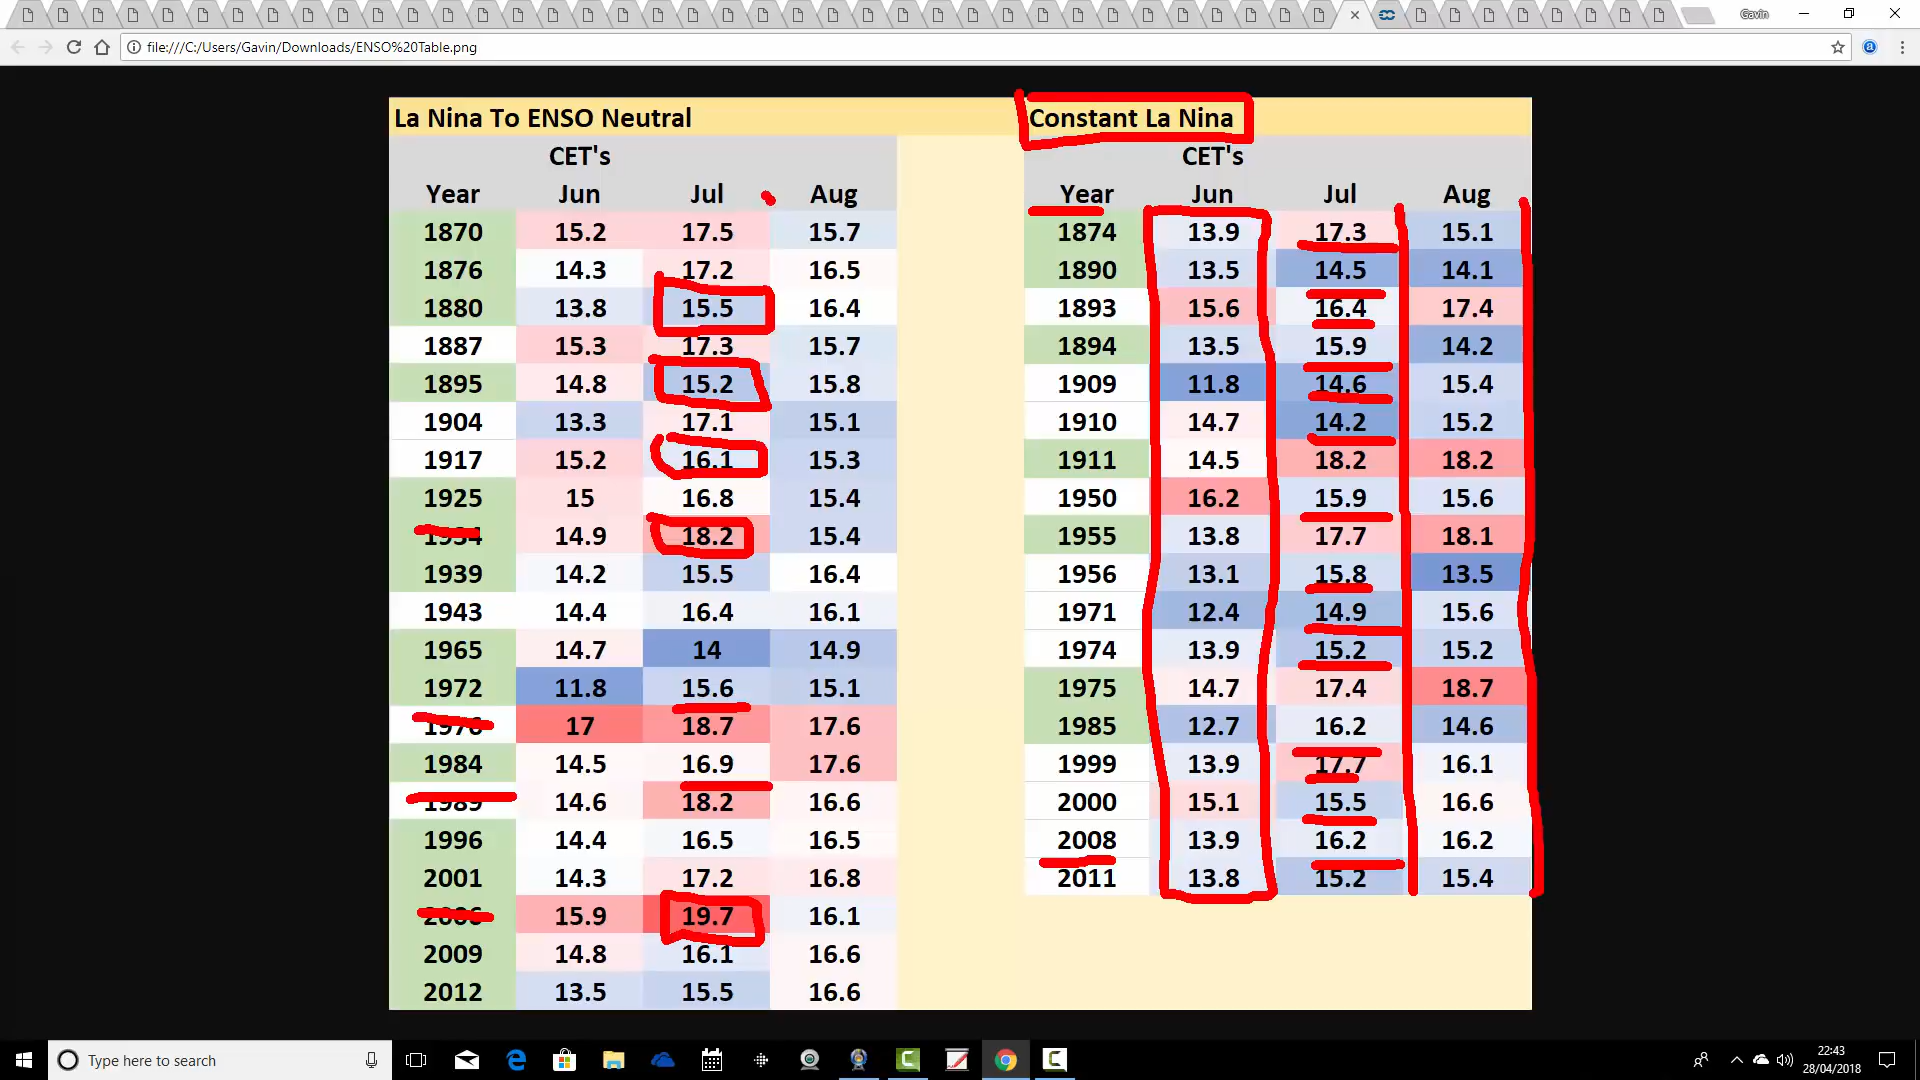 Gavin
file:///C:/Users/Gavin/Downloads/ENSO%20Table.png
La Nina To ENSO Neutral
Constant La Nina
CET's
CET's
Year Jun Jul Aug
Year Jun Jul Aug
1870 15.2 17.5 15.7
1874 13.9 17.3 15.1
1876 14.3 17.2 16.5
1890 13.5 14.5 14.1
1880 13.8 15.5 16.4
1893 15.6 16.4 17.4
1887 15.3 17.3 15.7
1894 13.5 15.9 14.2
1895 14.8 15.2 15.8
1909 11.8 14.6 15.4
1904 13.3 17.1 15.1
1910 14.7 14.2 15.2
1917 15.2 16.1 15.3
1911 14.5 18.2 18.2
1925 15 16.8 15.4
1950 16.2 15.9 15.6
1934 14.9 18.2 15.4
1955 13.8 17.7 18.1
1939 14.2 15.5 16.4
1956 13.1 15.8 13.5
1943 14.4 16.4 16.1
1971 12.4 14.9 15.6
1965 14.7 14 14.9
1974 13.9 15.2 15.2
1972 11.8 15.6 15.1
1975 14.7 17.4 18.7
1976 17 18.7 17.6
1985 12.7 16.2 14.6
1984 14.5 16.9 17.6
1999 13.9 17.7 16.1
1989 14.6 18.2 16.6
2000 15.1 15.5 16.6
1996 14.4 16.5 16.5
2008 13.9 16.2 16.2
2001 14.3 17.2 16.8
2011 13.8 15.2 15.4
2006 15.9 19.7 16.1
2009 14.8 16.1 16.6
2012 13.5 15.5 16.6
Type here to search
22:43
28/04/2018